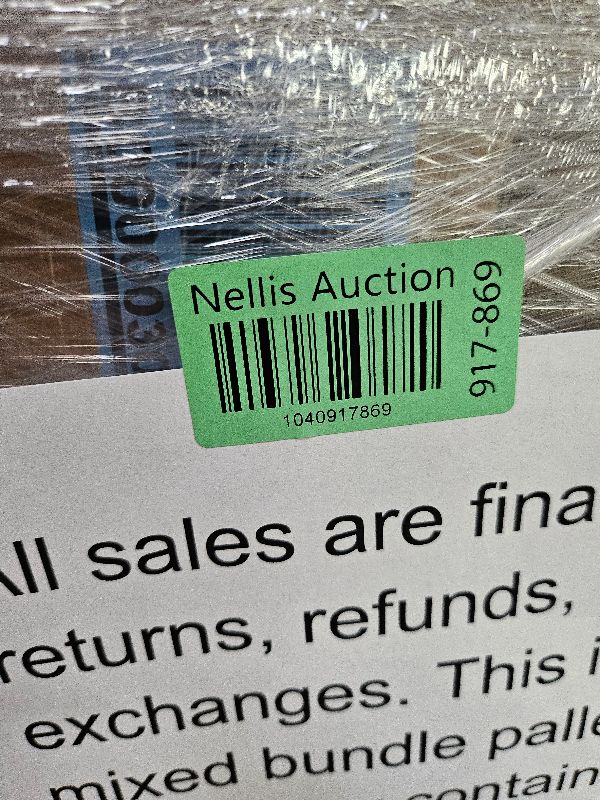 Nellis Auction
917-869
1040917869
All sales are fina
returns, refunds,
exchanges. This i
mixed bundle palle
contain